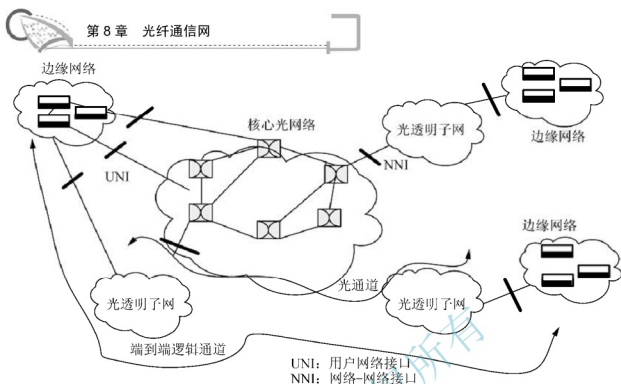 第8章 光纤通信网
边缘网络
核心光网络
光透明子网
边缘网络
UNI
NNI
边缘网络
光通道
光透明子网
光透明子网
端到端逻辑通道
UNI：用户网络接口
NNI：网络-网络接口
所有